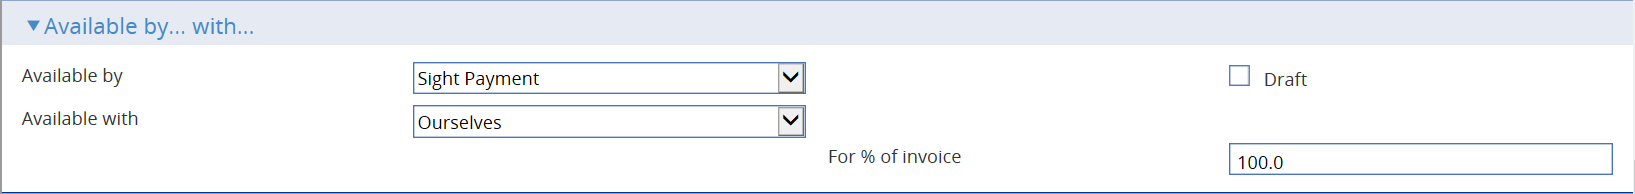 Available by... with...
Available by Sight Payment Draft
Available with Ourselves
For % of invoice 100.0